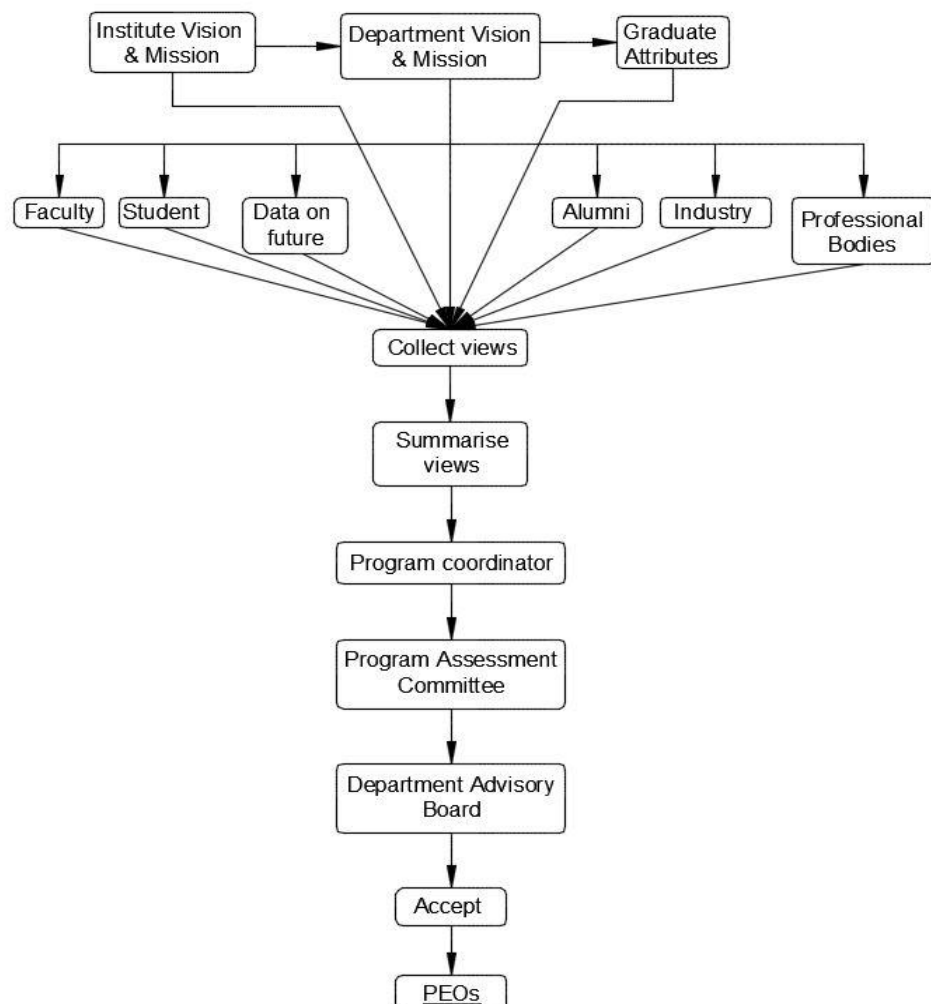 Institute Vision
& Mission
Department Vision
& Mission
Graduate
Attributes
Faculty
Student
Data on
future
Alumni
Industry
Professional
Bodies
Collect views
Summarise
views
Program coordinator
Program Assessment
Committee
Department Advisory
Board
Accept
PEOs